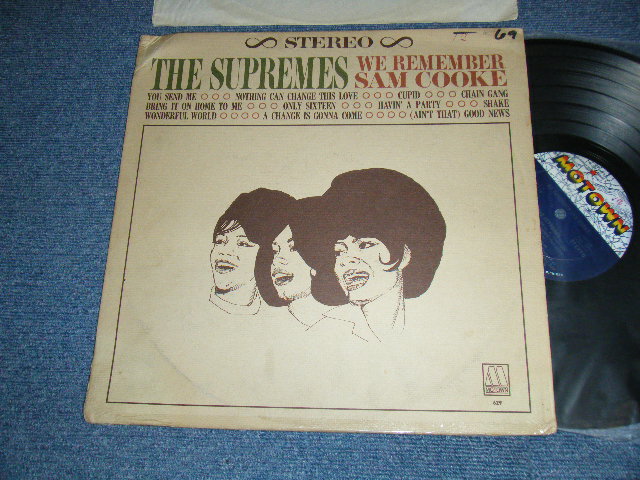 STEREO
69
THE SUPREMES WE REMEMBER SAM COOKE
YOU SEND ME NOTHING CAN CHANGE THIS LOVE CUPID CHAIN GANG
BRING IT ON HOME TO ME ONLY SIXTEEN HAVIN' A PARTY SHAKE
WONDERFUL WORLD A CHANGE IS GONNA COME (AIN'T THAT) GOOD NEWS
M
MOTOWN
629
MOTOWN